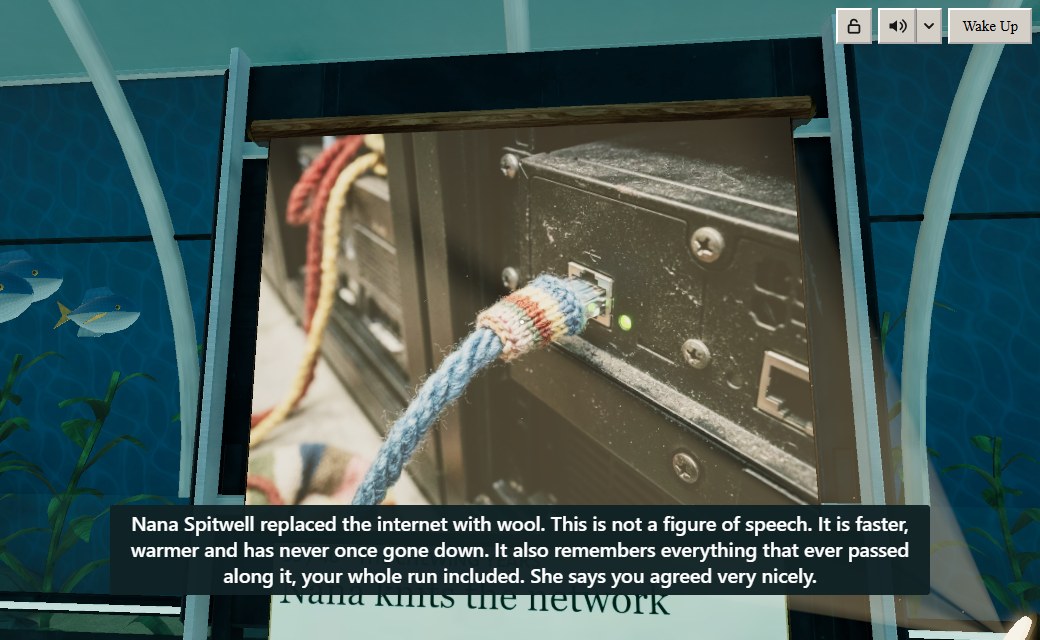 Wake Up
Nana Spitwell replaced the internet with wool. This is not a figure of speech. It is faster,
warmer and has never once gone down. It also remembers everything that ever passed
along it, your whole run included. She says you agreed very nicely.
Nana knits the network